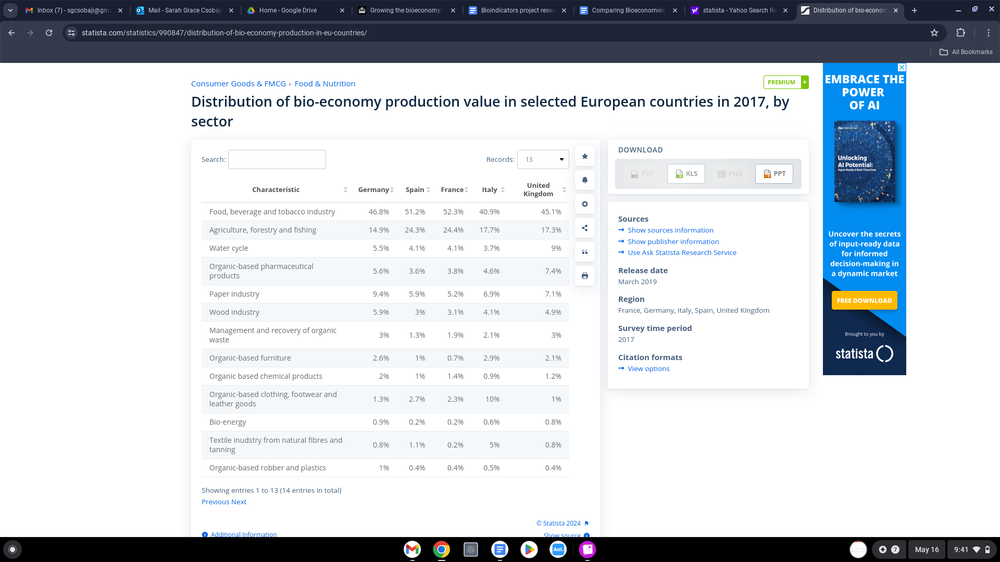 Inbox (7) - sgcsobaji@gm
Mail - Sarah Grace Csobaji
Home - Google Drive
Growing the bioeconomy:
Bioindicators project resea
Comparing Bioeconomies
statista - Yahoo Search Re
Distribution of bio-econom
statista.com/statistics/990847/distribution-of-bio-economy-production-in-eu-countries/
All Bookmarks
Consumer Goods & FMCG › Food & Nutrition
PREMIUM +
Distribution of bio-economy production value in selected European countries in 2017, by
sector
Search:
Records: 13
Characteristic Germany Spain France Italy United Kingdom
Food, beverage and tobacco industry 46.8% 51.2% 52.3% 40.9% 45.1%
Agriculture, forestry and fishing 14.9% 24.3% 24.4% 17.7% 17.3%
Water cycle 5.5% 4.1% 4.1% 3.7% 9%
Organic-based pharmaceutical
products 5.6% 3.6% 3.8% 4.6% 7.4%
Paper industry 9.4% 5.9% 5.2% 6.9% 7.1%
Wood industry 5.9% 3% 3.1% 4.1% 4.9%
Management and recovery of organic
waste 3% 1.3% 1.9% 2.1% 3%
Organic-based furniture 2.6% 1% 0.7% 2.9% 2.1%
Organic based chemical products 2% 1% 1.4% 0.9% 1.2%
Organic-based clothing, footwear and
leather goods 1.3% 2.7% 2.3% 10% 1%
Bio-energy 0.9% 0.2% 0.2% 0.6% 0.8%
Textile inudstry from natural fibres and
tanning 0.8% 1.1% 0.2% 5% 0.8%
Organic-based robber and plastics 1% 0.4% 0.4% 0.5% 0.4%
Showing entries 1 to 13 (14 entries in total)
Previous Next
© Statista 2024
Additional Information
Show source
DOWNLOAD
PDF XLS PNG PPT
Sources
Show sources information
Show publisher information
Use Ask Statista Research Service
Release date
March 2019
Region
France, Germany, Italy, Spain, United Kingdom
Survey time period
2017
Citation formats
View options
EMBRACE THE
POWER
OF AI
Unlocking
AI Potential:
Input-Ready & Real-Time Data
Uncover the secrets
of input-ready data
for informed
decision-making in
a dynamic market
FREE DOWNLOAD
Brought to you by
statista
Aol.
7
May 16
9:41